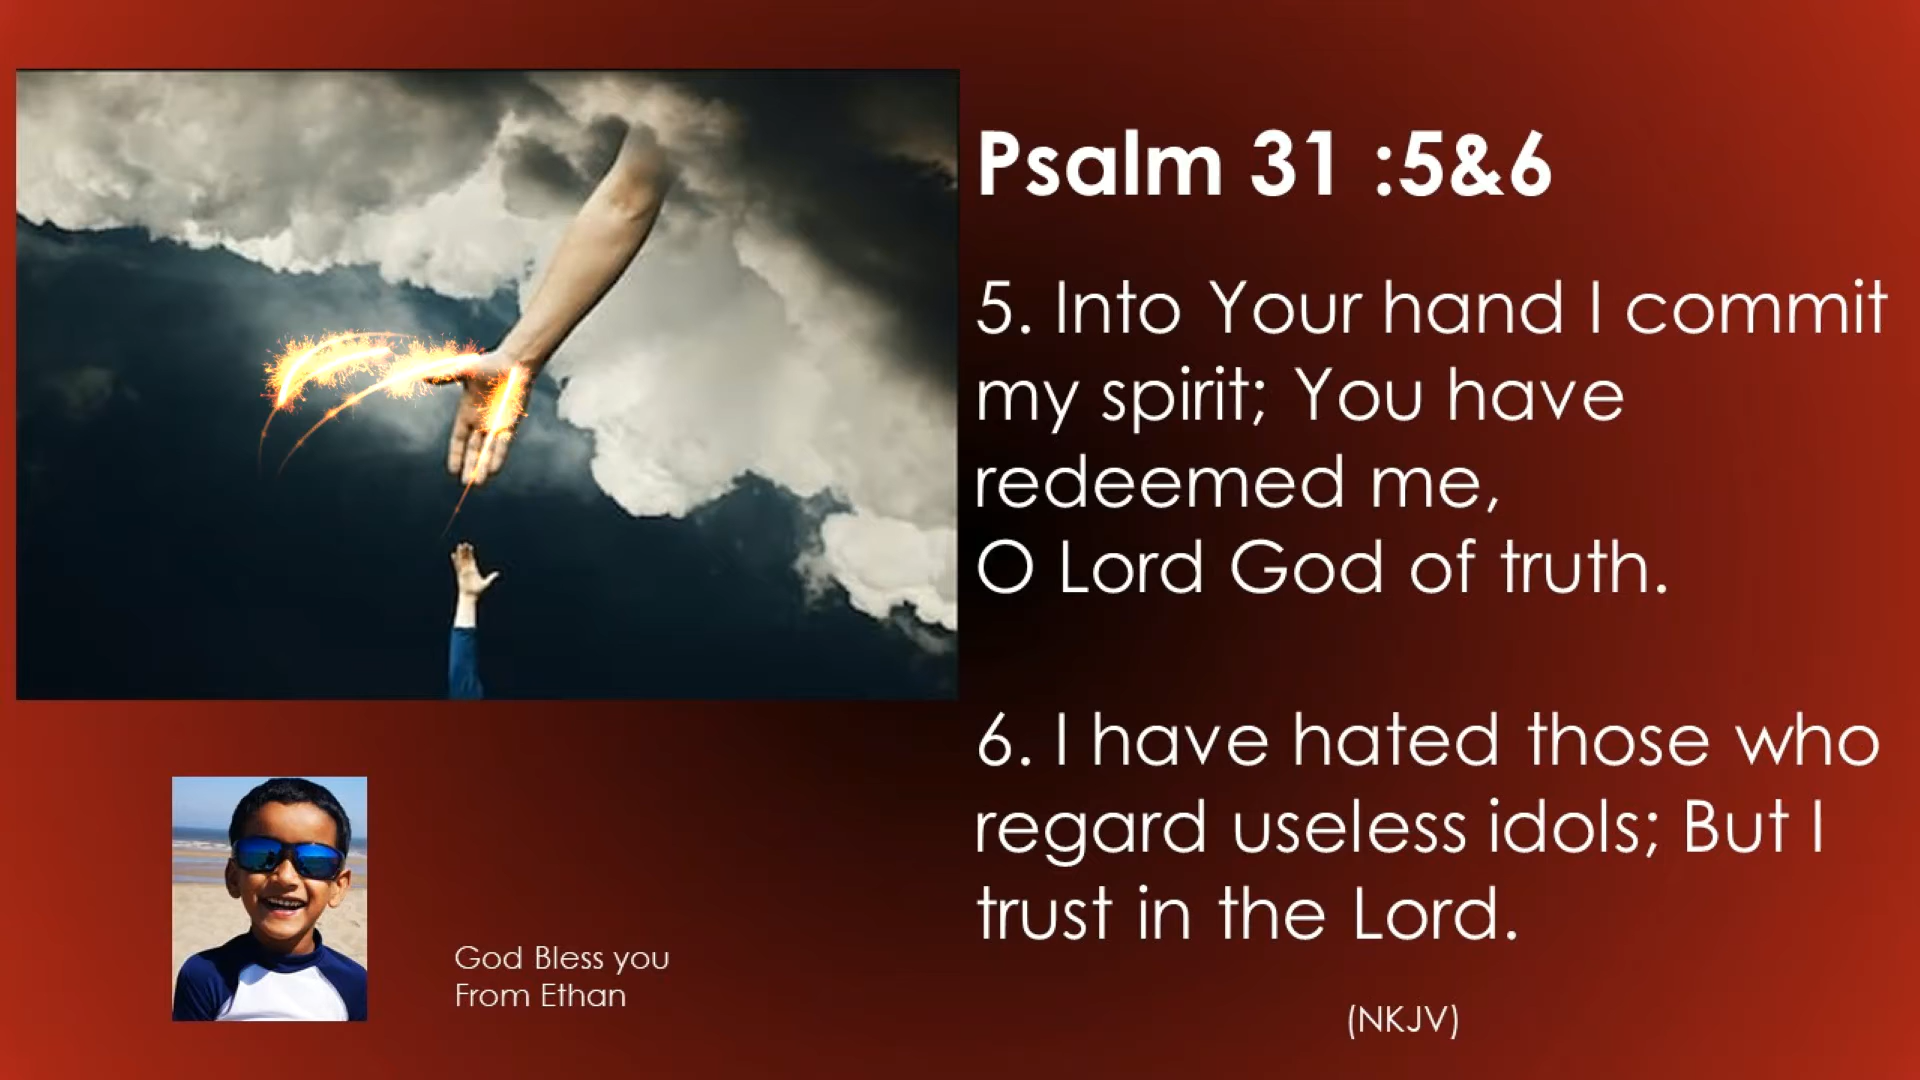 Psalm 31 :5&6
5. Into Your hand I commit
my spirit; You have
redeemed me,
O Lord God of truth.
6. I have hated those who
regard useless idols; But I
trust in the Lord.
(NKJV)
God Bless you
From Ethan